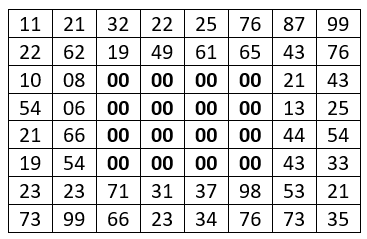 11 21 32 22 25 76 87 99
22 62 19 49 61 65 43 76
10 08 00 00 00 00 21 43
54 06 00 00 00 00 13 25
21 66 00 00 00 00 44 54
19 54 00 00 00 00 43 33
23 23 71 31 37 98 53 21
73 99 66 23 34 76 73 35